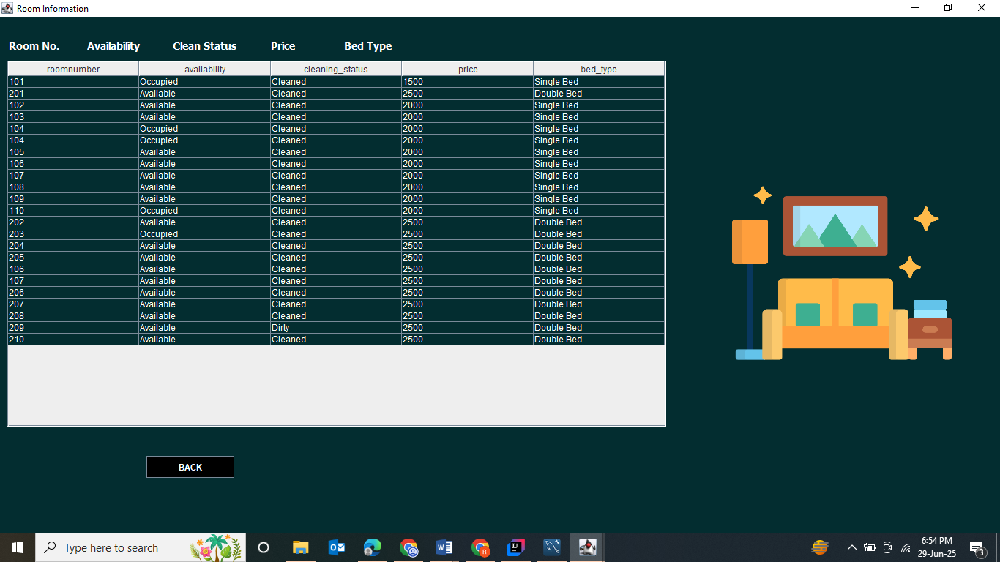 Room Information
Room No. Availability Clean Status Price Bed Type
roomnumber availability cleaning_status price bed_type
101 Occupied Cleaned 1500 Single Bed
201 Available Cleaned 2500 Double Bed
102 Available Cleaned 2000 Single Bed
103 Available Cleaned 2000 Single Bed
104 Occupied Cleaned 2000 Single Bed
104 Occupied Cleaned 2000 Single Bed
105 Available Cleaned 2000 Single Bed
106 Available Cleaned 2000 Single Bed
107 Available Cleaned 2000 Single Bed
108 Available Cleaned 2000 Single Bed
109 Available Cleaned 2000 Single Bed
110 Occupied Cleaned 2000 Single Bed
202 Available Cleaned 2500 Double Bed
203 Occupied Cleaned 2500 Double Bed
204 Available Cleaned 2500 Double Bed
205 Available Cleaned 2500 Double Bed
106 Available Cleaned 2500 Double Bed
107 Available Cleaned 2500 Double Bed
206 Available Cleaned 2500 Double Bed
207 Available Cleaned 2500 Double Bed
208 Available Cleaned 2500 Double Bed
209 Available Dirty 2500 Double Bed
210 Available Cleaned 2500 Double Bed
BACK
Type here to search
6:54 PM
29-Jun-25
3